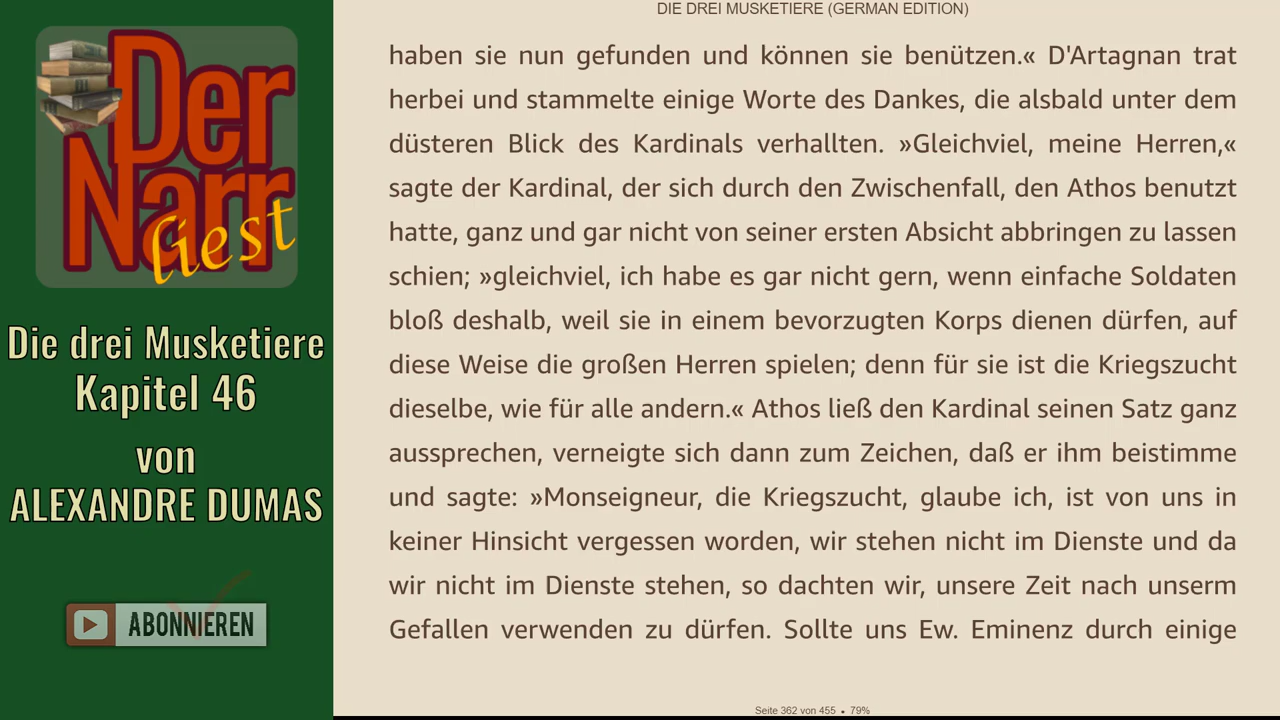 Der
Narr
liest
Die drei Musketiere
Kapitel 46
von
ALEXANDRE DUMAS
ABONNIEREN
DIE DREI MUSKETIERE (GERMAN EDITION)
haben sie nun gefunden und können sie benützen.« D'Artagnan trat
herbei und stammelte einige Worte des Dankes, die alsbald unter dem
düsteren Blick des Kardinals verhallten. »Gleichviel, meine Herren,«
sagte der Kardinal, der sich durch den Zwischenfall, den Athos benutzt
hatte, ganz und gar nicht von seiner ersten Absicht abbringen zu lassen
schien; »gleichviel, ich habe es gar nicht gern, wenn einfache Soldaten
bloß deshalb, weil sie in einem bevorzugten Korps dienen dürfen, auf
diese Weise die großen Herren spielen; denn für sie ist die Kriegszucht
dieselbe, wie für alle andern.« Athos ließ den Kardinal seinen Satz ganz
aussprechen, verneigte sich dann zum Zeichen, daß er ihm beistimme
und sagte: »Monseigneur, die Kriegszucht, glaube ich, ist von uns in
keiner Hinsicht vergessen worden, wir stehen nicht im Dienste und da
wir nicht im Dienste stehen, so dachten wir, unsere Zeit nach unserm
Gefallen verwenden zu dürfen. Sollte uns Ew. Eminenz durch einige
Seite 362 von 455 • 79%